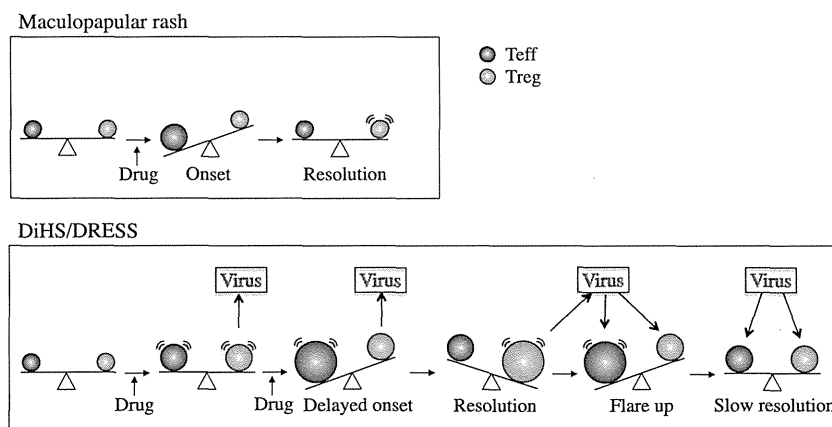 Maculopapular rash
Teff
Treg
Drug
Onset
Resolution
DiHS/DRESS
Virus
Virus
Virus
Virus
Drug
Drug
Delayed onset
Resolution
Flare up
Slow resolution